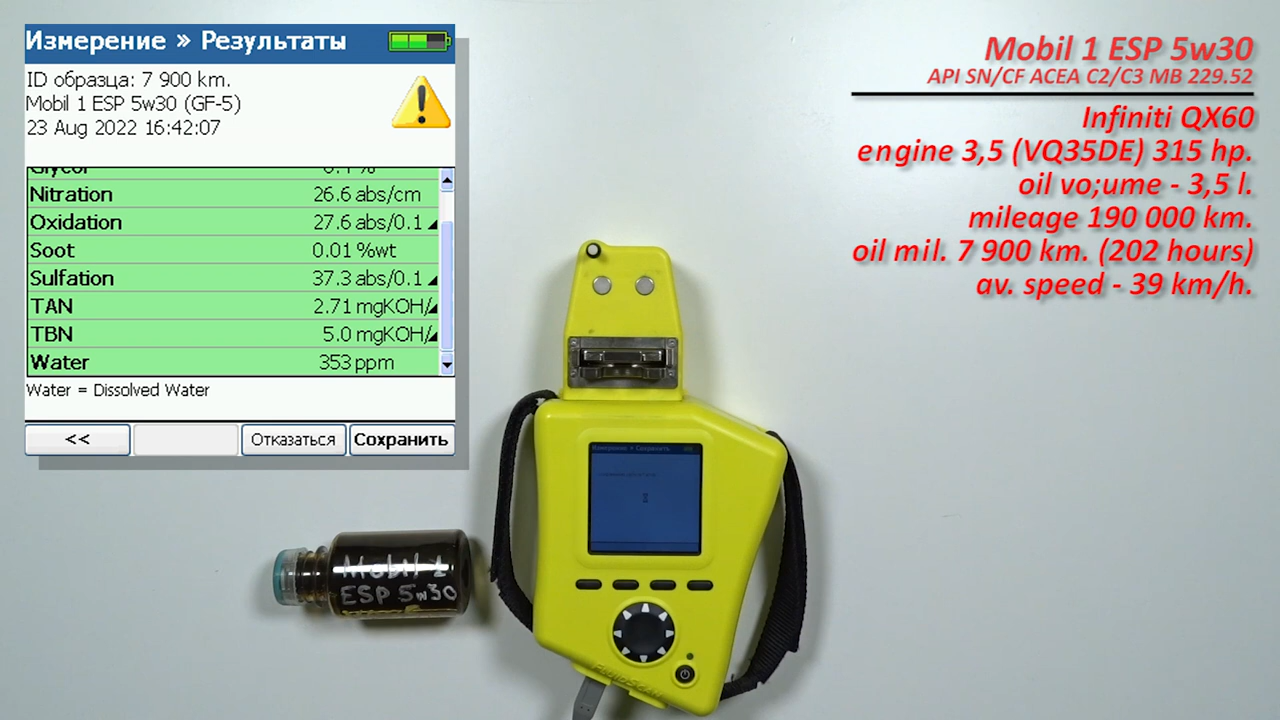 Измерение » Результаты
ID образца: 7 900 km.
Mobil 1 ESP 5w30 (GF-5)
23 Aug 2022 16:42:07
Nitration 26.6 abs/cm
Oxidation 27.6 abs/0.1
Soot 0.01 %wt
Sulfation 37.3 abs/0.1
TAN 2.71 mgKOH/
TBN 5.0 mgKOH/
Water 353 ppm
Water = Dissolved Water
<< Отказаться Сохранить
Mobil 1 ESP 5w30
API SN/CF ACEA C2/C3 MB 229.52
Infiniti QX60
engine 3,5 (VQ35DE) 315 hp.
oil vo;ume - 3,5 l.
mileage 190 000 km.
oil mil. 7 900 km. (202 hours)
av. speed - 39 km/h.
Измерение » Сохранить
Mobil 1
ESP 5w30
FluidScan